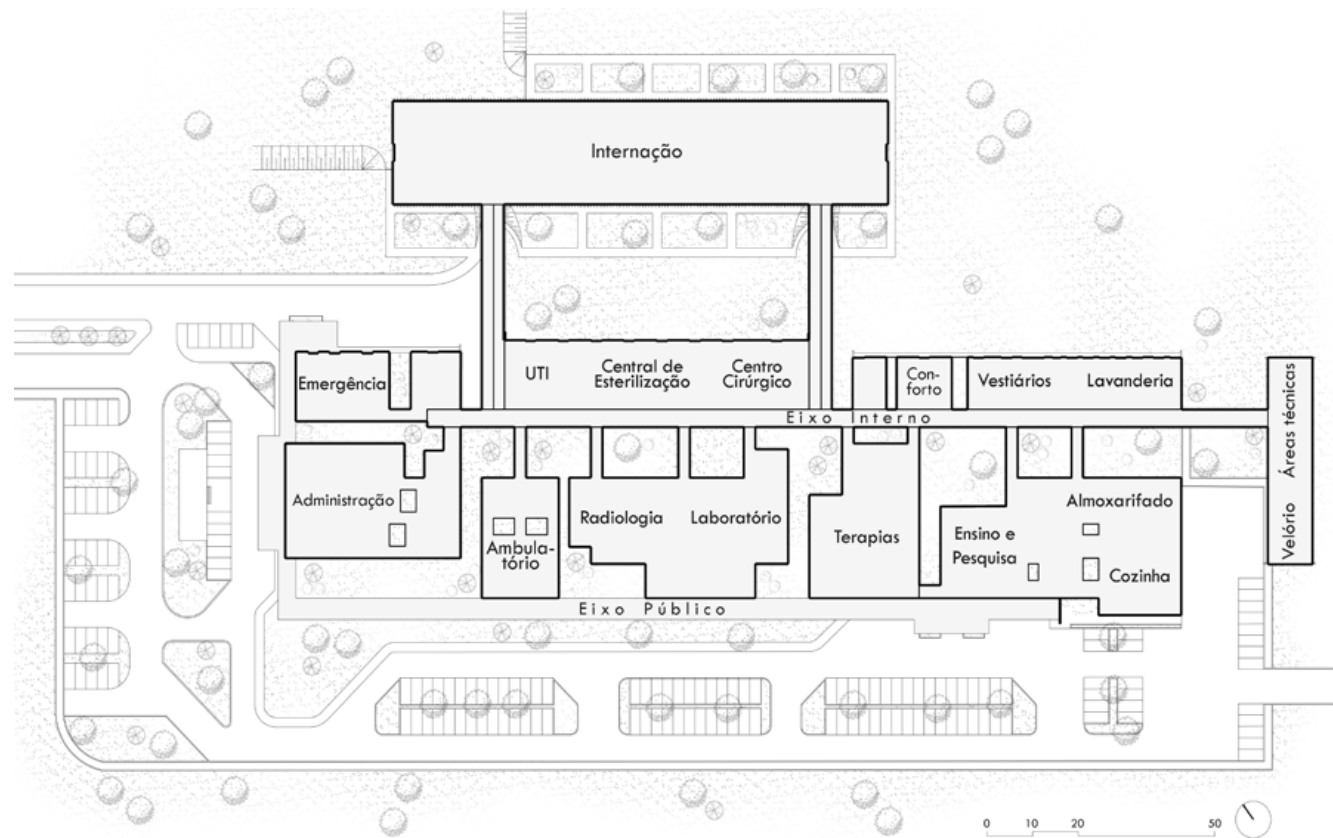 Internação
UTI
Central de
Esterilização
Centro
Cirúrgico
Emergência
Con-
forto
Vestiários
Lavanderia
Eixo Interno
Áreas técnicas
Velório
Administração
Ambula-
tório
Radiologia
Laboratório
Terapias
Ensino e
Pesquisa
Almoxarifado
Cozinha
Eixo Público
0 10 20 50